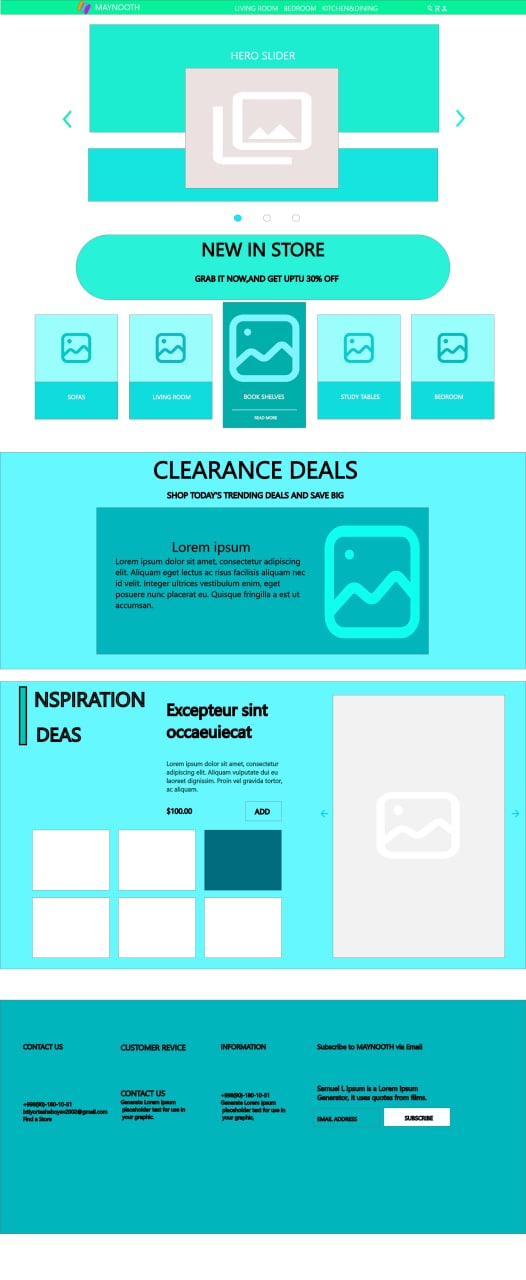 MAYNOOTH
LIVING ROOM BEDROOM KITCHEN&DINING
HERO SLIDER
NEW IN STORE
GRAB IT NOW,AND GET UPTU 30% OFF
SOFAS
LIVING ROOM
BOOK SHELVES
READ MORE
STUDY TABLES
BEDROOM
CLEARANCE DEALS
SHOP TODAY'S TRENDING DEALS AND SAVE BIG
Lorem ipsum
Lorem ipsum dolor sit amet, consectetur adipiscing
elit. Aliquam eget lectus ac risus facilisis aliquam nec
id velit. Integer ultrices vestibulum enim, eget
posuere nunc placerat eu. Quisque fringilla a est ut
accumsan.
NSPIRATION
DEAS
Excepteur sint
occaeuiecat
Lorem ipsum dolor sit amet, consectetur
adipiscing elit. Aliquam vulputate dui eu
laoreet dignissim. Proin vel gravida tortor,
ac aliquam.
$100.00
ADD
CONTACT US
+998(90)-180-10-81
Find a Store
CUSTOMER REVICE
CONTACT US
Generate Lorem Ipsum
placeholder text for use in
your graphic.
INFORMATION
+998(90)-180-10-81
Generate Lorem Ipsum
placeholder text for use in
your graphic,
Subscribe to MAYNOOTH via Email
Samuel L Ipsum is a Lorem Ipsum
Generator, it uses quotes from films.
EMAIL ADDRESS
SUBSCRIBE